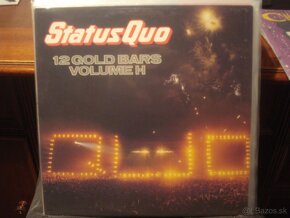 Status Quo
12 GOLD BARS
VOLUME II
QUO
© bazos.sk